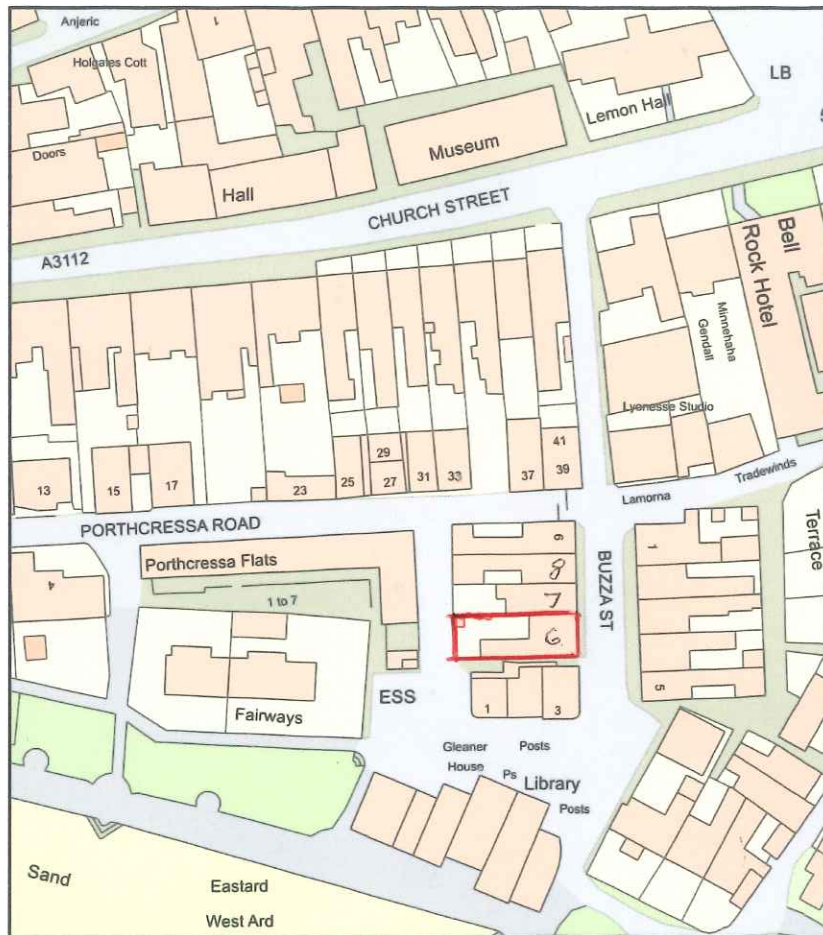 Anjeric
1
Holgates Cott
LB
Lemon Hall
Doors
Museum
Hall
CHURCH STREET
A3112
Bell
Rock Hotel
Minnehaha
Gendall
Lyonesse Studio
41
29
13
15
17
23
25
27
31
33
37
39
Tradewinds
Lamorna
PORTHCRESSA ROAD
Terrace
BUZZA ST
9
1
Porthcressa Flats
8
4
1 to 7
7
6
5
ESS
Fairways
1
3
Gleaner
House
Posts
Ps
Library
Posts
Sand
Eastard
West Ard